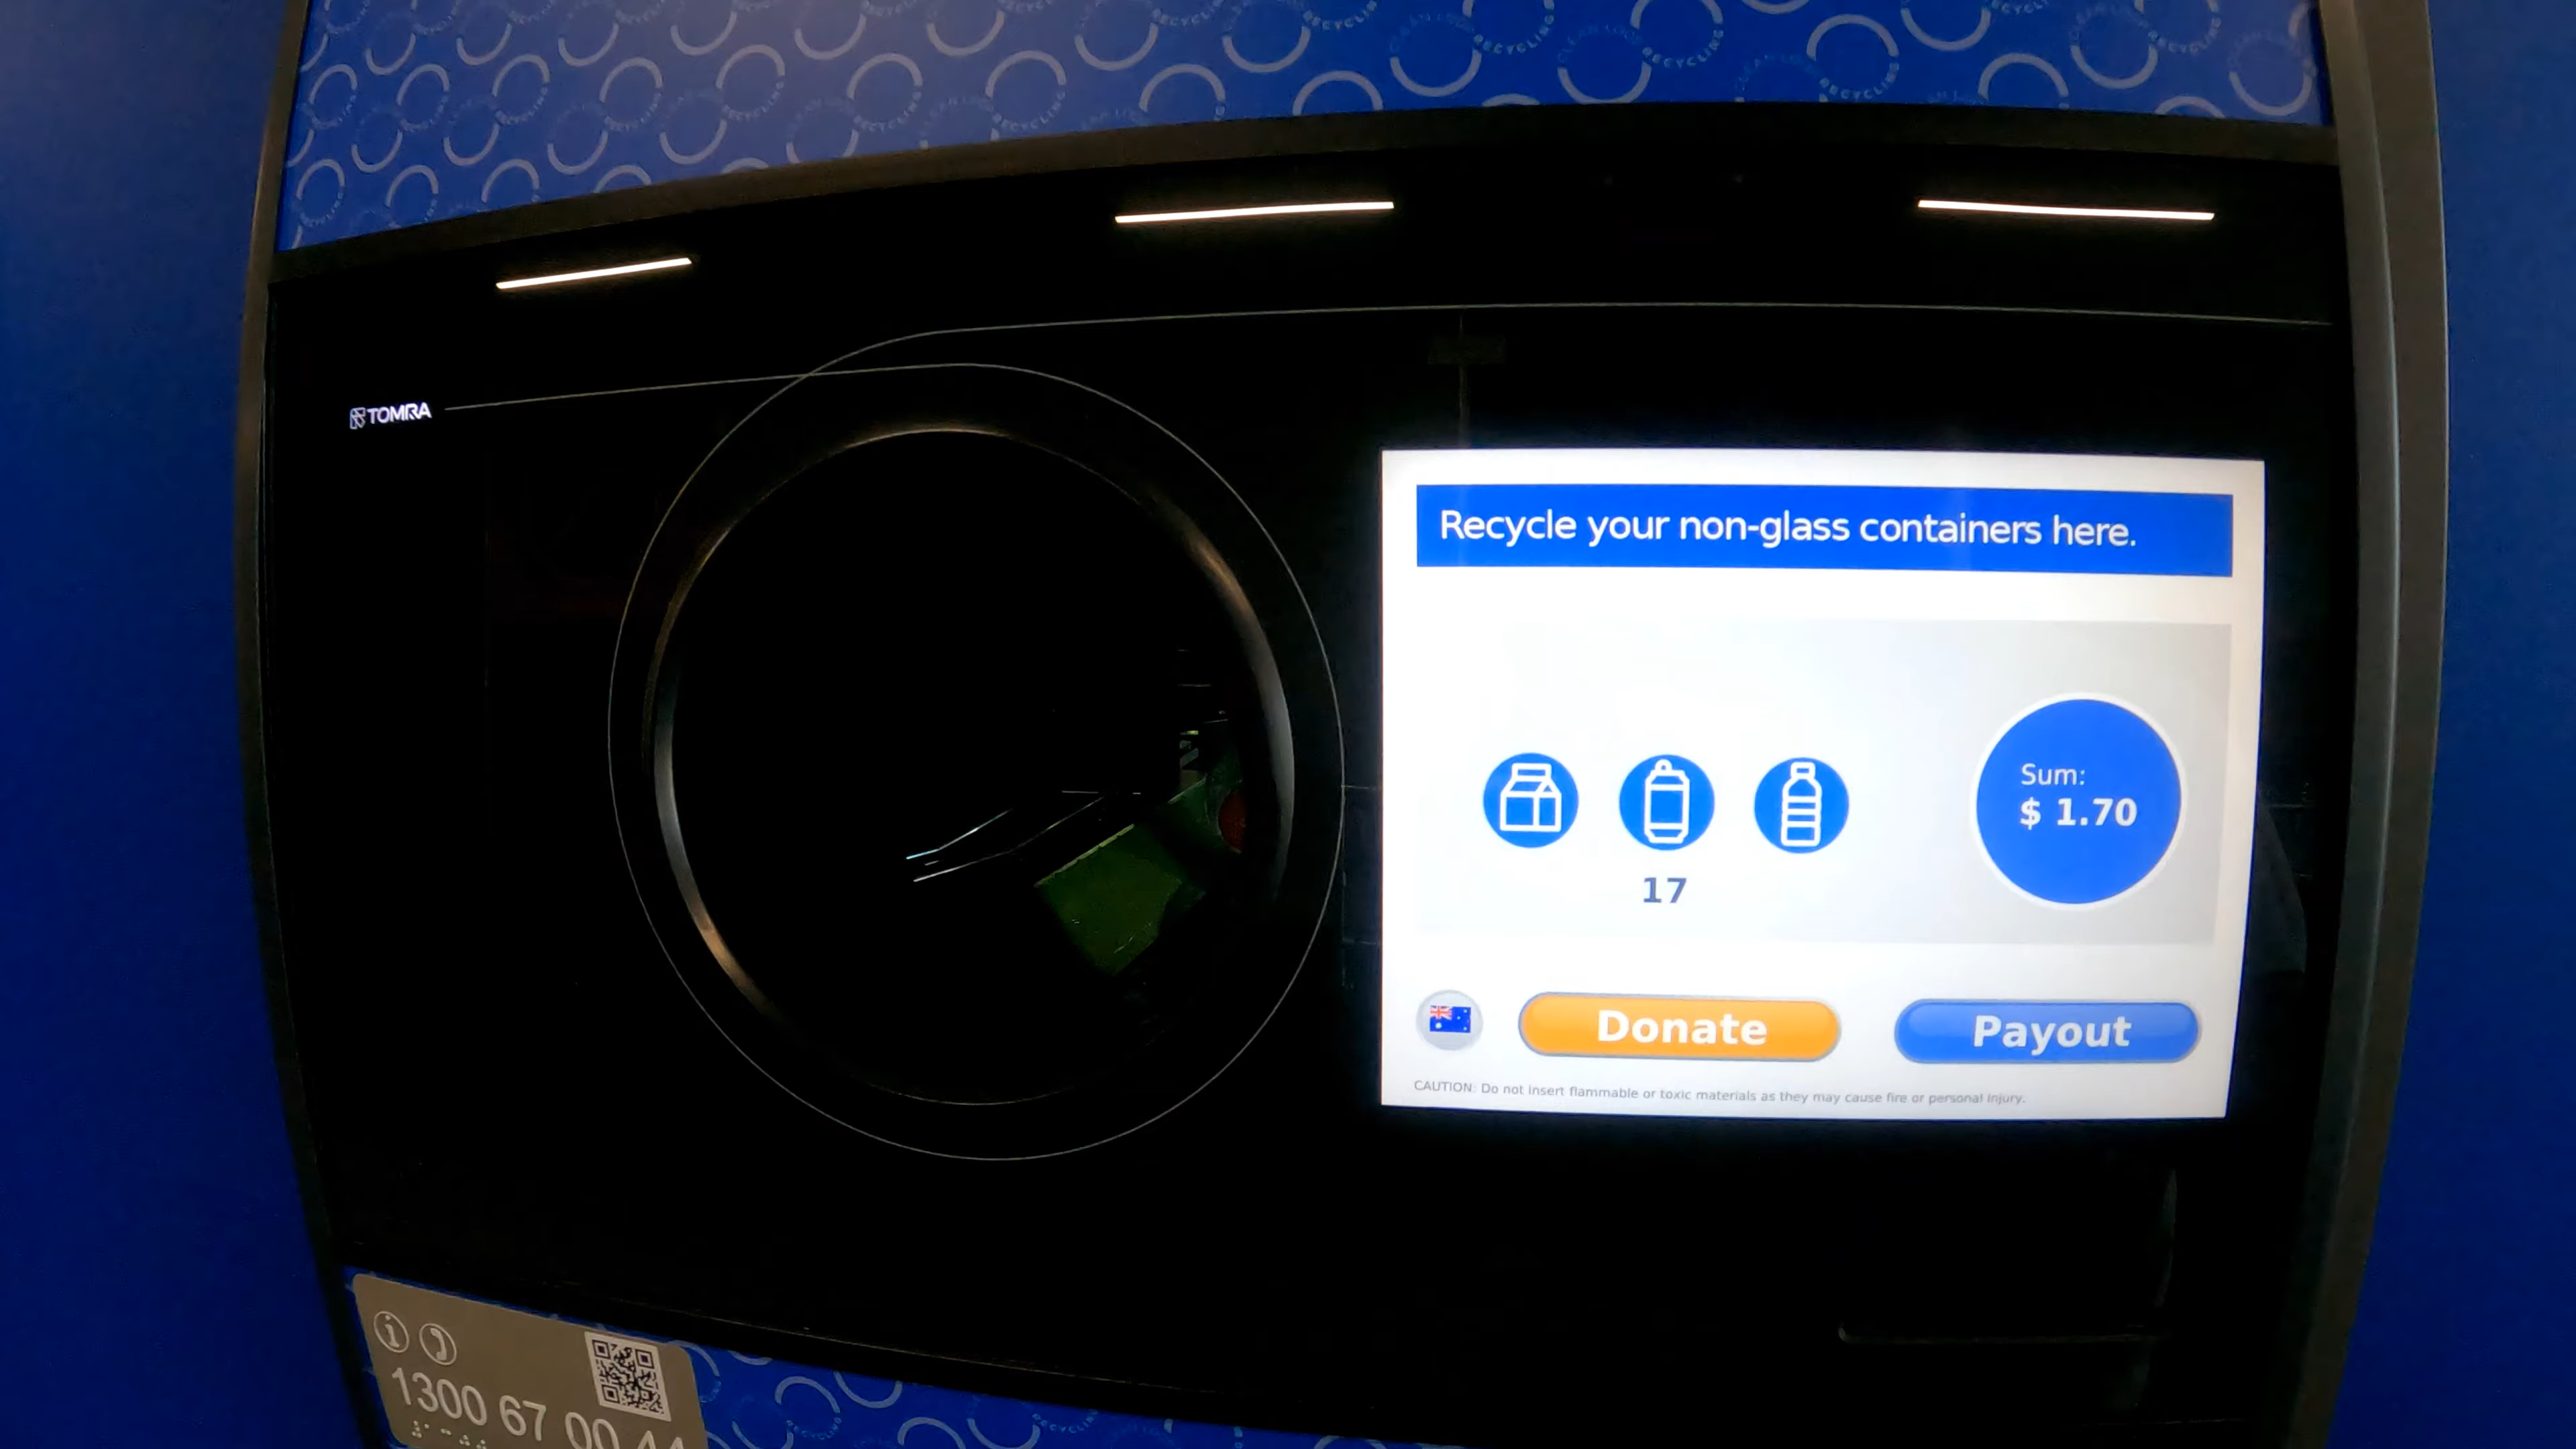 TOMRA
Recycle your non-glass containers here.
Sum:
$ 1.70
17
Donate
Payout
CAUTION: Do not insert flammable or toxic materials as they may cause fire or personal injury.
1300 67 00